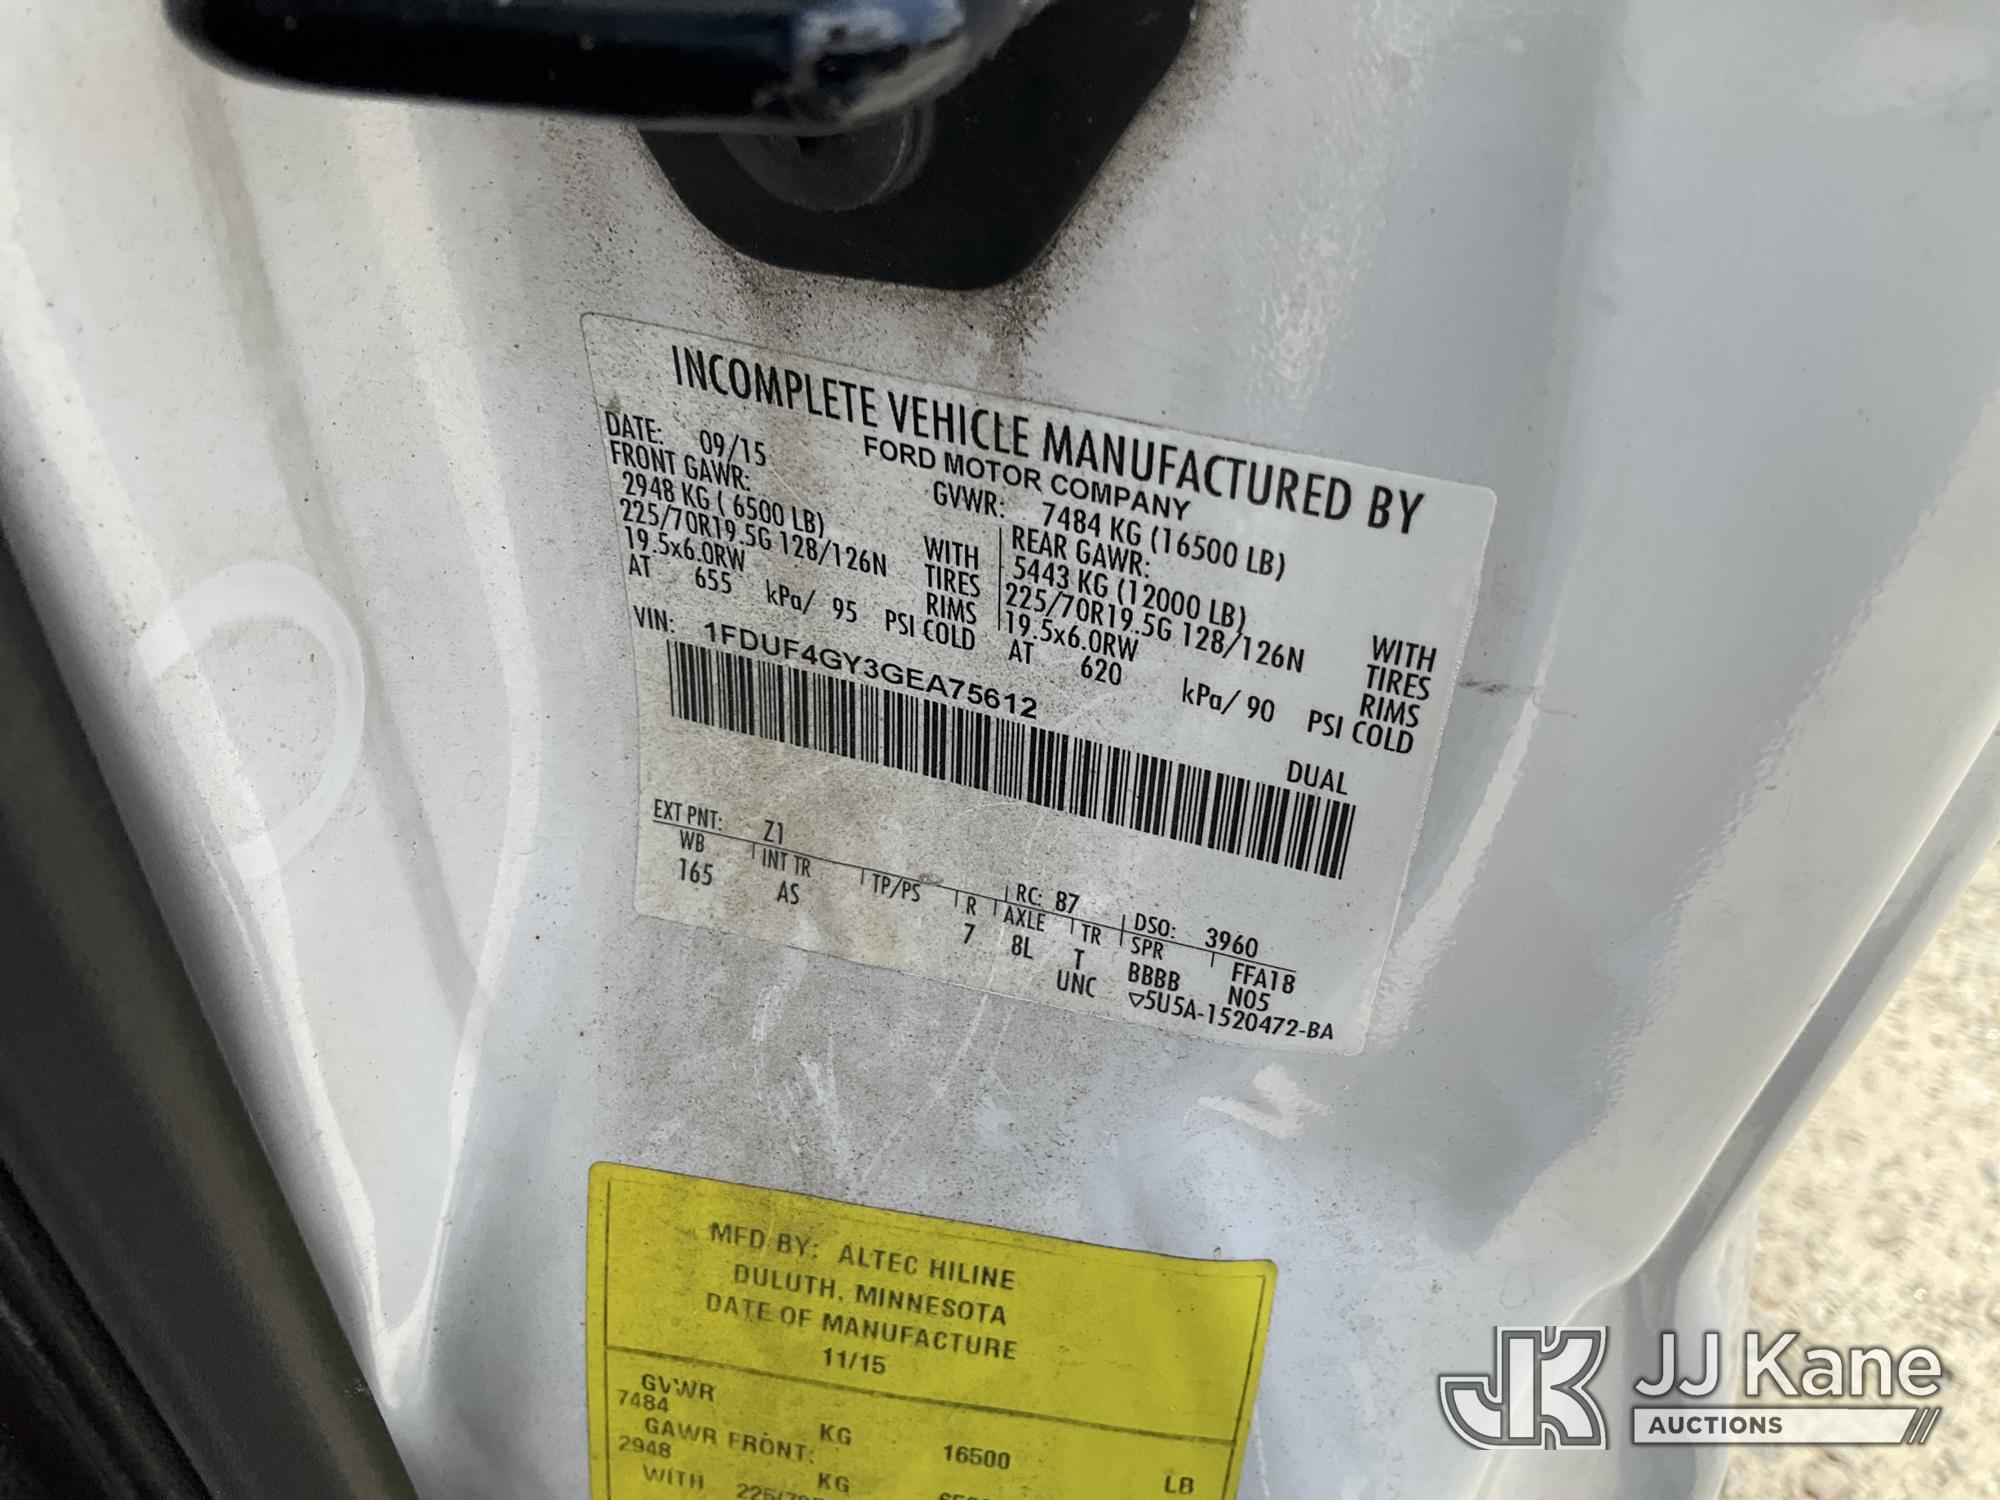 INCOMPLETE VEHICLE MANUFACTURED BY
FORD MOTOR COMPANY
DATE: 09/15 GVWR: 7484 KG (16500 LB)
FRONT GAWR: REAR GAWR:
2948 KG ( 6500 LB) WITH 5443 KG (12000 LB) WITH
225/70R19.5G 128/126N TIRES 225/70R19.5G 128/126N TIRES
19.5x6.0RW RIMS 19.5x6.0RW RIMS
AT 655 kPa/ 95 PSI COLD AT 620 kPa/ 90 PSI COLD
VIN: 1FDUF4GY3GEA75612 DUAL
EXT PNT: Z1 RC: 87 DSO: 3960
WB INT TR TP/PS R AXLE TR SPR FFA18
165 AS 7 8L T BBBB N05
UNC ▽5U5A-1520472-BA
MFD BY: ALTEC HILINE
DULUTH, MINNESOTA
DATE OF MANUFACTURE
11/15
GVWR
7484 KG 16500 LB
GAWR FRONT:
2948 KG
WITH
JK JJ Kane
AUCTIONS